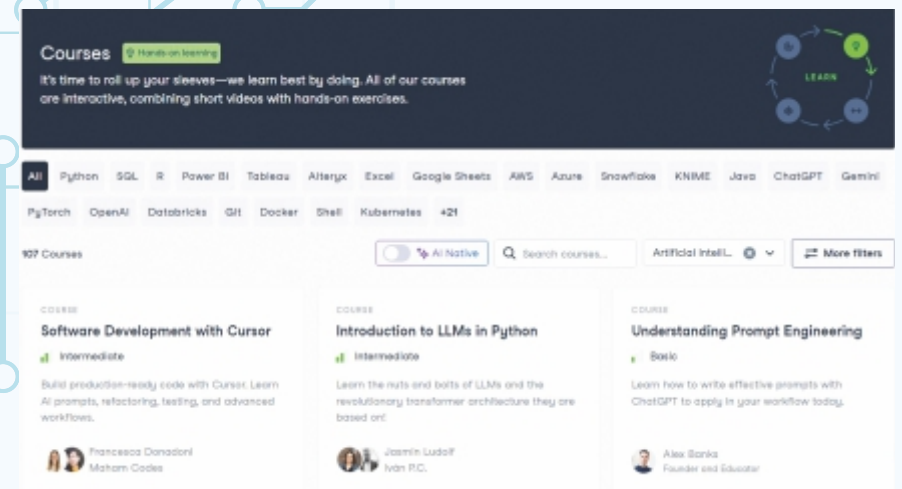 Courses Hands-on learning
It's time to roll up your sleeves—we learn best by doing. All of our courses
are interactive, combining short videos with hands-on exercises.
LEARN
All Python SQL R Power BI Tableau Alteryx Excel Google Sheets AWS Azure Snowflake KNIME Java ChatGPT Gemini
PyTorch OpenAI Databricks Git Docker Shell Kubernetes +21
107 Courses AI Native Search courses... Artificial Intelli... More filters
COURSE
Software Development with Cursor
Intermediate
Build production-ready code with Cursor. Learn
AI prompts, refactoring, testing, and advanced
workflows.
Francesca Donadoni
Maham Codes
COURSE
Introduction to LLMs in Python
Intermediate
Learn the nuts and bolts of LLMs and the
revolutionary transformer architecture they are
based on!
Jasmin Ludolf
Iván P.C.
COURSE
Understanding Prompt Engineering
Basic
Learn how to write effective prompts with
ChatGPT to apply in your workflow today.
Alex Banks
Founder and Educator